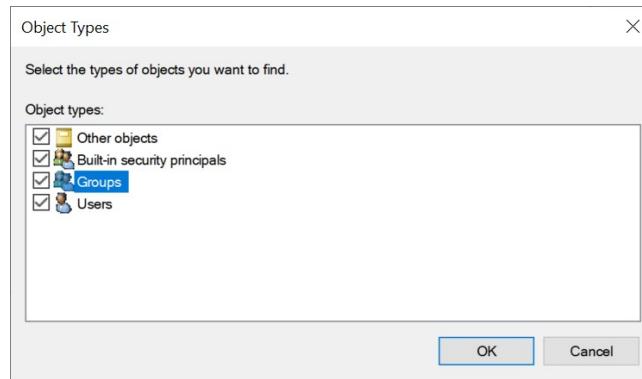 Object Types
Select the types of objects you want to find.
Object types:
Other objects
Built-in security principals
Groups
Users
OK
Cancel